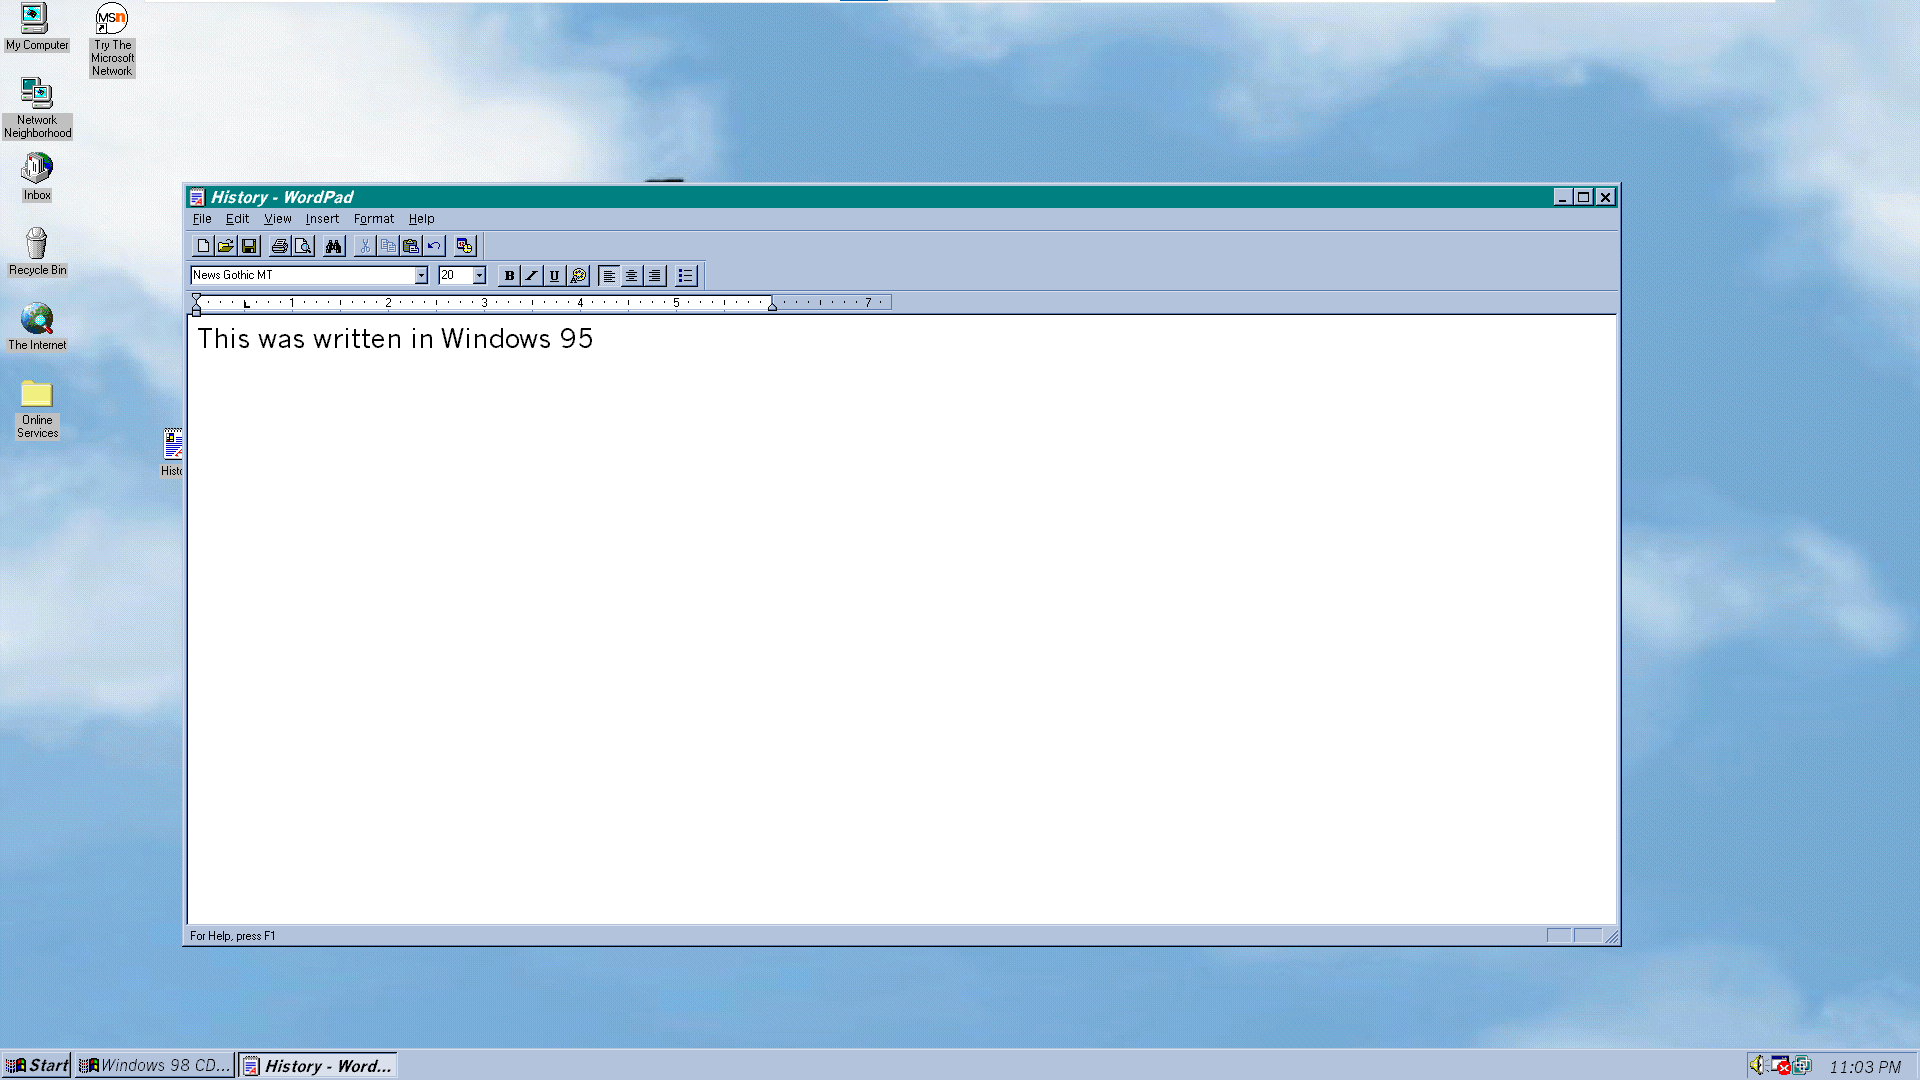 My Computer
msn
Try The
Microsoft
Network
Network
Neighborhood
Inbox
Recycle Bin
The Internet
Online
Services
Histo
History - WordPad
File Edit View Insert Format Help
News Gothic MT 20 B I U
1 2 3 4 5 7
This was written in Windows 95
For Help, press F1
Start Windows 98 CD... History - Word... 11:03 PM